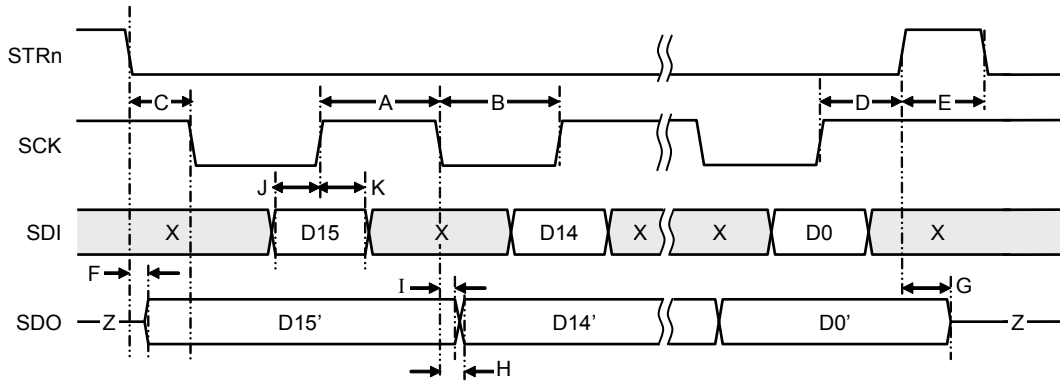 STRn
C A B D E
SCK
J K
SDI X D15 X D14 X X D0 X
F I G
SDO Z D15’ D14’ D0’ Z
H